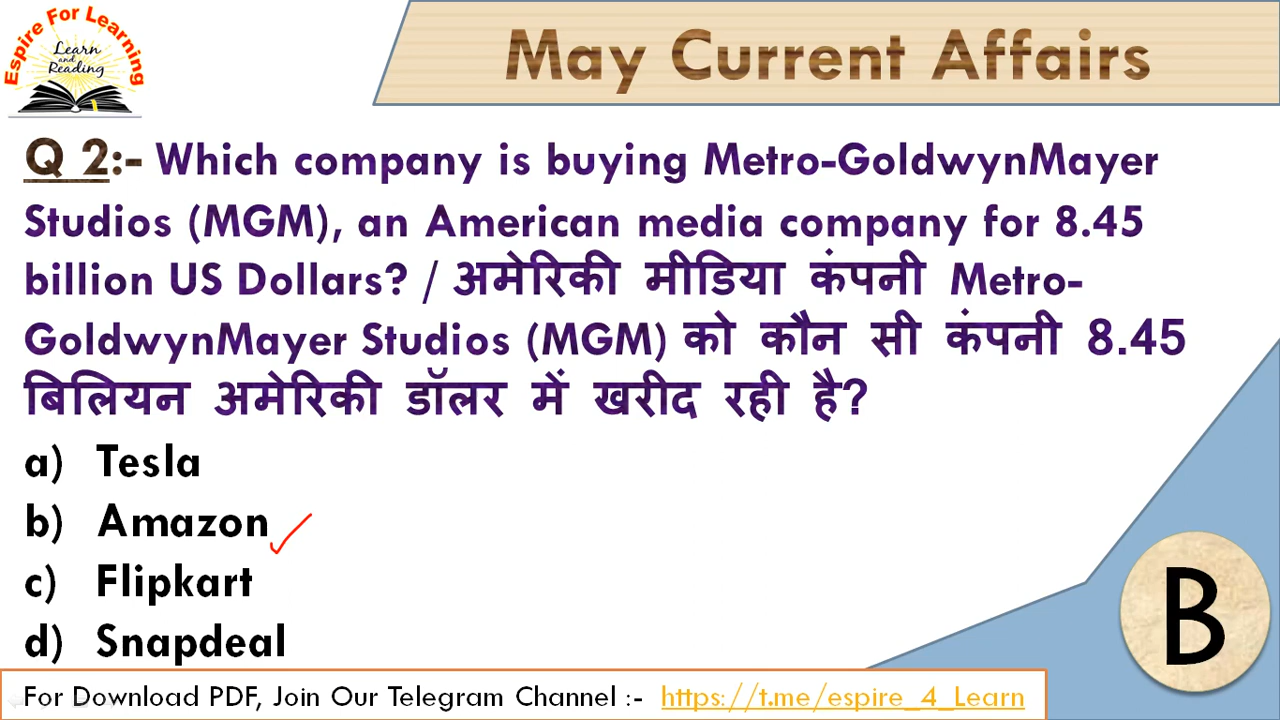 Espire For Learning
Learn
and
Reading
May Current Affairs
Q 2:- Which company is buying Metro-GoldwynMayer
Studios (MGM), an American media company for 8.45
billion US Dollars? / अमेरिकी मीडिया कंपनी Metro-
GoldwynMayer Studios (MGM) को कौन सी कंपनी 8.45
बिलियन अमेरिकी डॉलर में खरीद रही है?
a) Tesla
b) Amazon
c) Flipkart
d) Snapdeal
B
For Download PDF, Join Our Telegram Channel :- https://t.me/espire_4_Learn